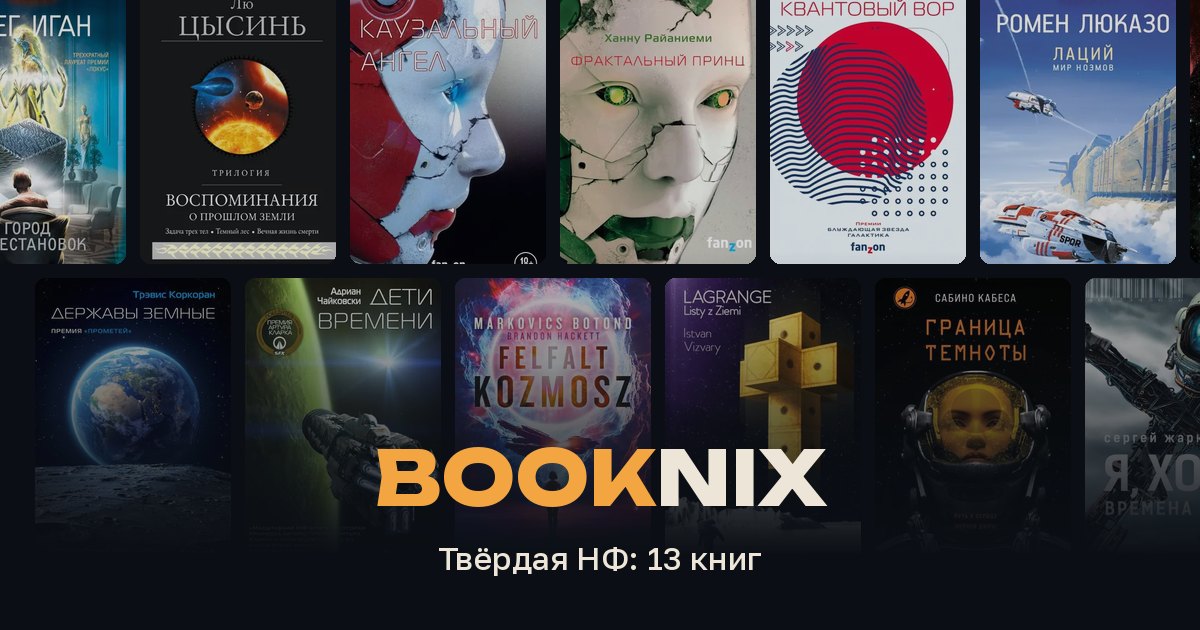 ЕГ ИГАН
ТРЕХКРАТНЫЙ
ЛАУРЕАТ ПРЕМИИ
«ЛОКУС»
ГОРОД
ЕСТАНОВОК
Лю
ЦЫСИНЬ
ТРИЛОГИЯ
ВОСПОМИНАНИЯ
О ПРОШЛОМ ЗЕМЛИ
Задача трех тел • Темный лес • Вечная жизнь смерти
КАУЗАЛЬНЫЙ
АНГЕЛ
fanzon
18+
Ханну Райаниеми
ФРАКТАЛЬНЫЙ ПРИНЦ
fanzon
КВАНТОВЫЙ ВОР
ПРЕМИИ
БЛУЖДАЮЩАЯ ЗВЕЗДА
ГАЛАКТИКА
fanzon
РОМЕН ЛЮКАЗО
ЛАЦИЙ
МИР НОЭМОВ
SPQR
Трэвис Коркоран
ДЕРЖАВЫ ЗЕМНЫЕ
ПРЕМИЯ «ПРОМЕТЕЙ»
Адриан
Чайковски
ДЕТИ
ВРЕМЕНИ
ПРЕМИЯ
АРТУРА
КЛАРКА
MARKOVICS BOTOND
BRANDON HACKETT
FELFALT
KOZMOSZ
LAGRANGE
Listy z Ziemi
Istvan
Vizvary
САБИНО КАБЕСА
ГРАНИЦА
ТЕМНОТЫ
сергей жарк
Я, ХО
ВРЕМЕНА
BOOKNIX
Твёрдая НФ: 13 книг